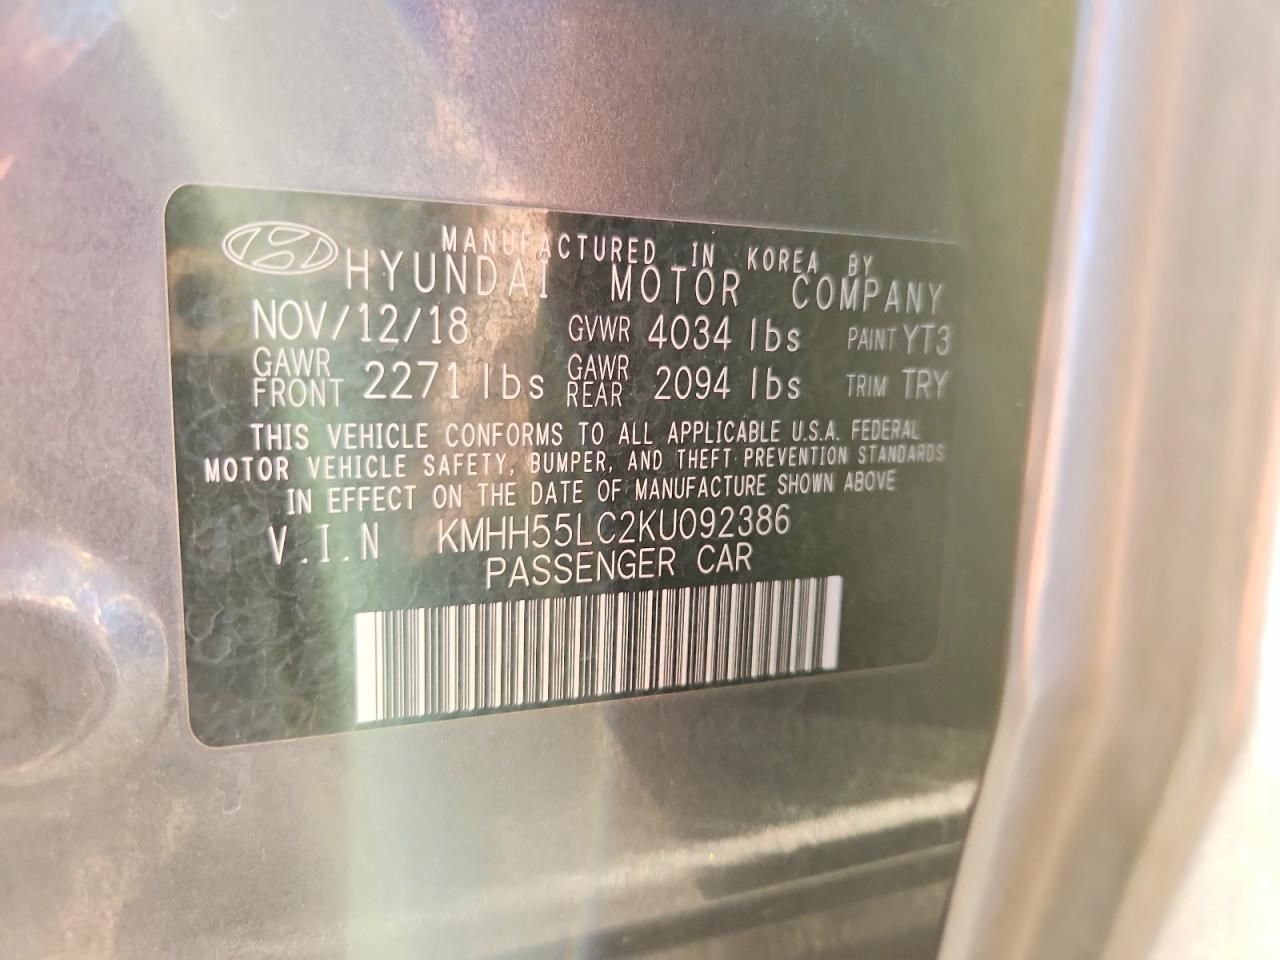 MANUFACTURED IN KOREA BY
HYUNDAI MOTOR COMPANY
NOV/12/18 GVWR 4034 lbs PAINT YT3
GAWR FRONT 2271 lbs GAWR REAR 2094 lbs TRIM TRY
THIS VEHICLE CONFORMS TO ALL APPLICABLE U.S.A. FEDERAL
MOTOR VEHICLE SAFETY, BUMPER, AND THEFT PREVENTION STANDARDS
IN EFFECT ON THE DATE OF MANUFACTURE SHOWN ABOVE
V.I.N KMHH55LC2KU092386
PASSENGER CAR